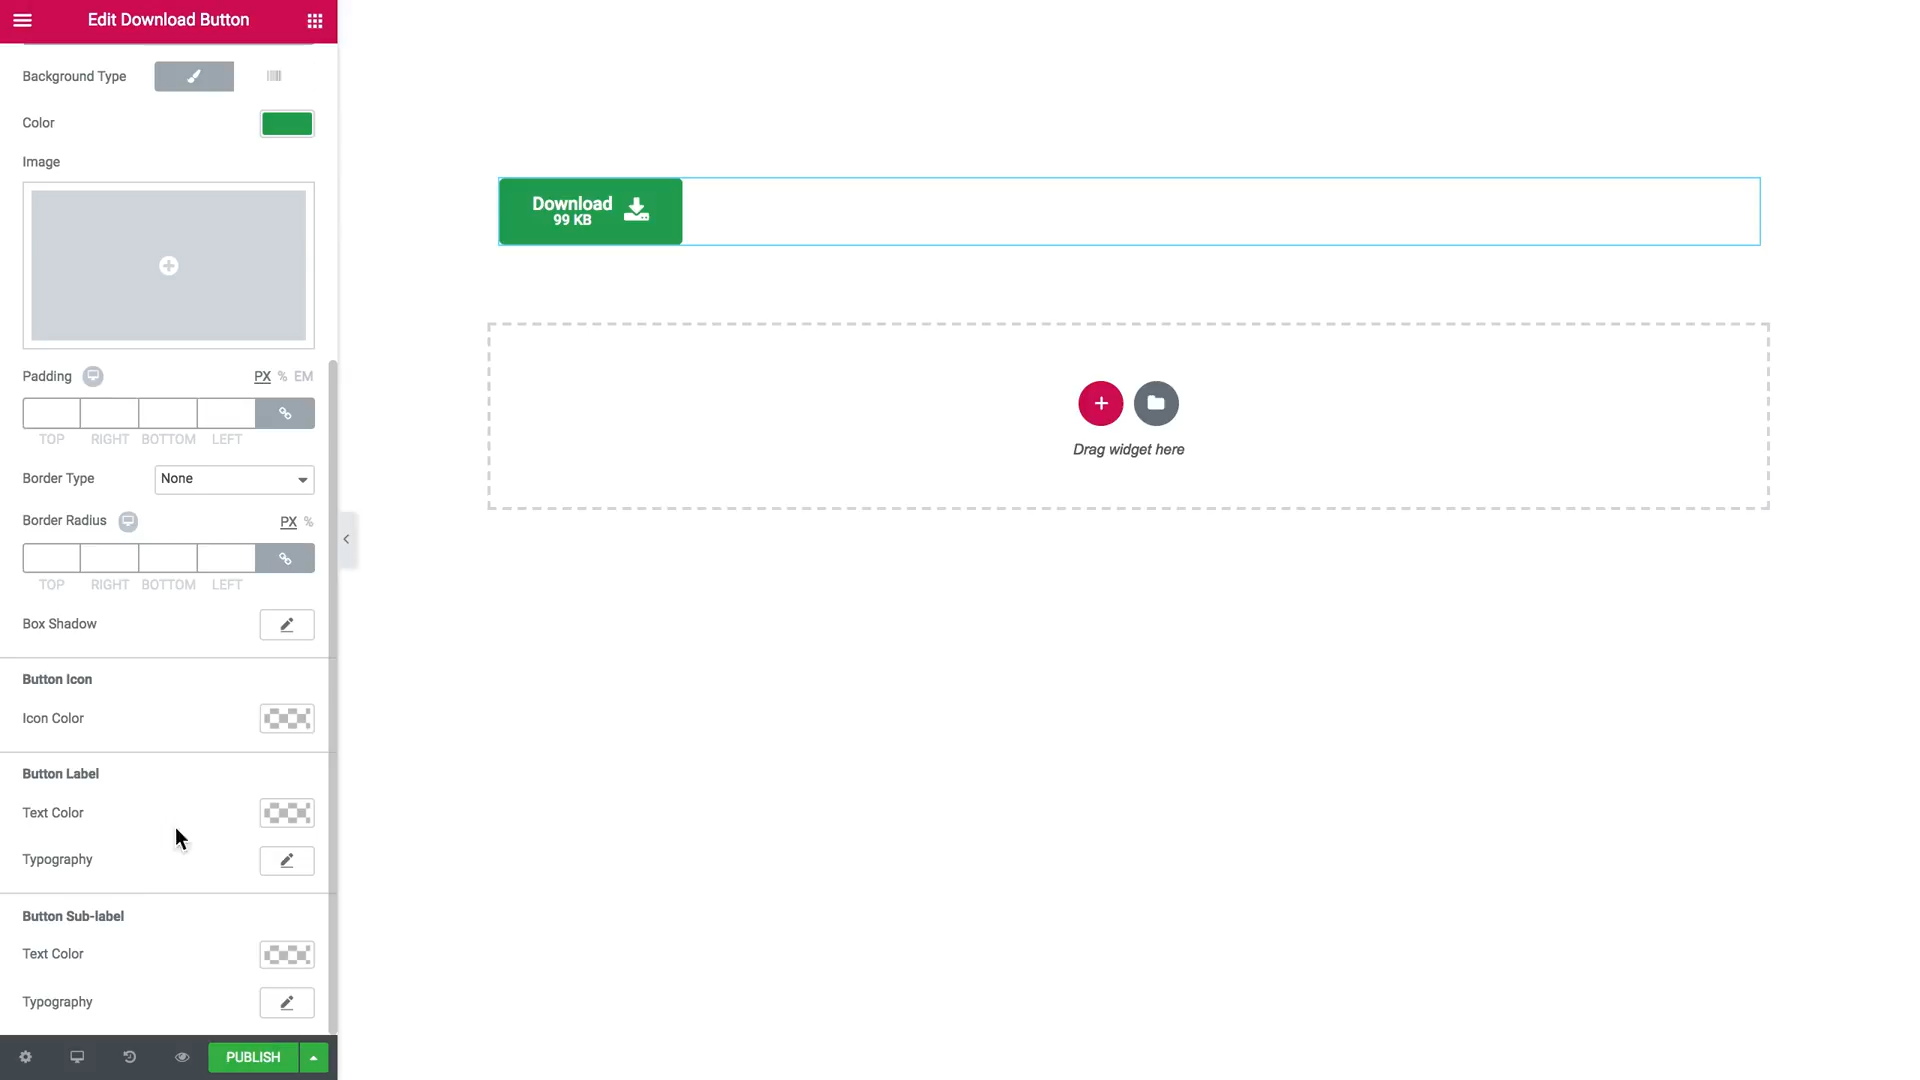 Edit Download Button
Background Type
Color
Image
Padding PX % EM
TOP RIGHT BOTTOM LEFT
Border Type None
Border Radius PX %
TOP RIGHT BOTTOM LEFT
Box Shadow
Button Icon
Icon Color
Button Label
Text Color
Typography
Button Sub-label
Text Color
Typography
PUBLISH
Download
99 KB
Drag widget here